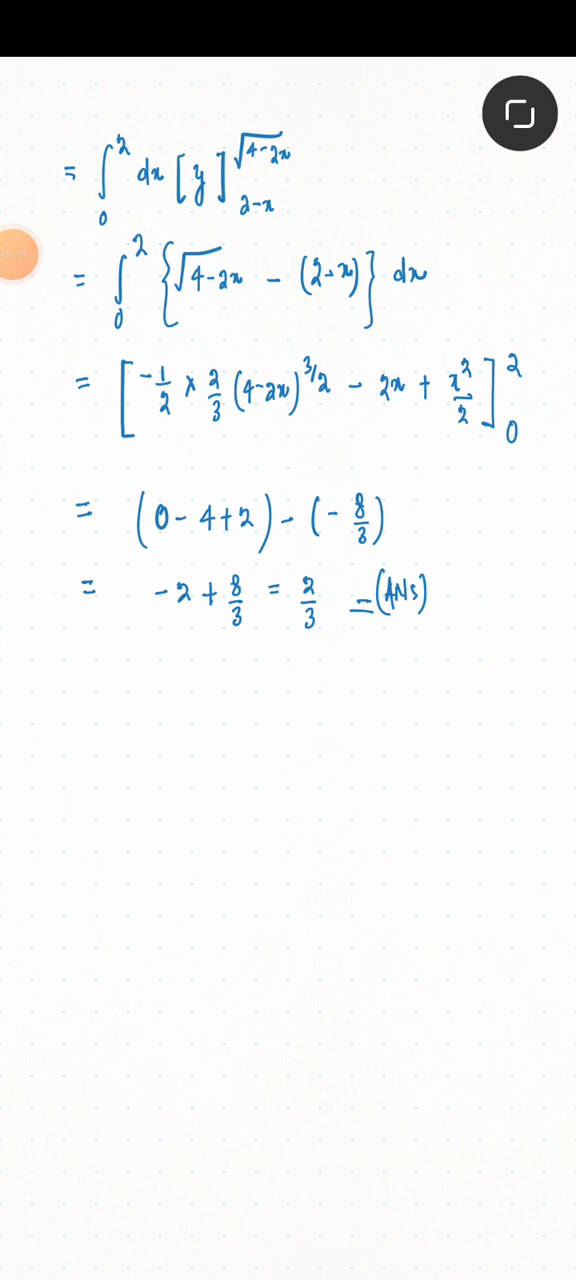 = ∫₀² dx [y]_{2-x}^{√(4-2x)}
= ∫₀² {√(4-2x) - (2-x)} dx
= [-1/2 × 2/3 (4-2x)^{3/2} - 2x + x²/2]₀²
= (0 - 4 + 2) - (- 8/3)
= -2 + 8/3 = 2/3 = (ANS)